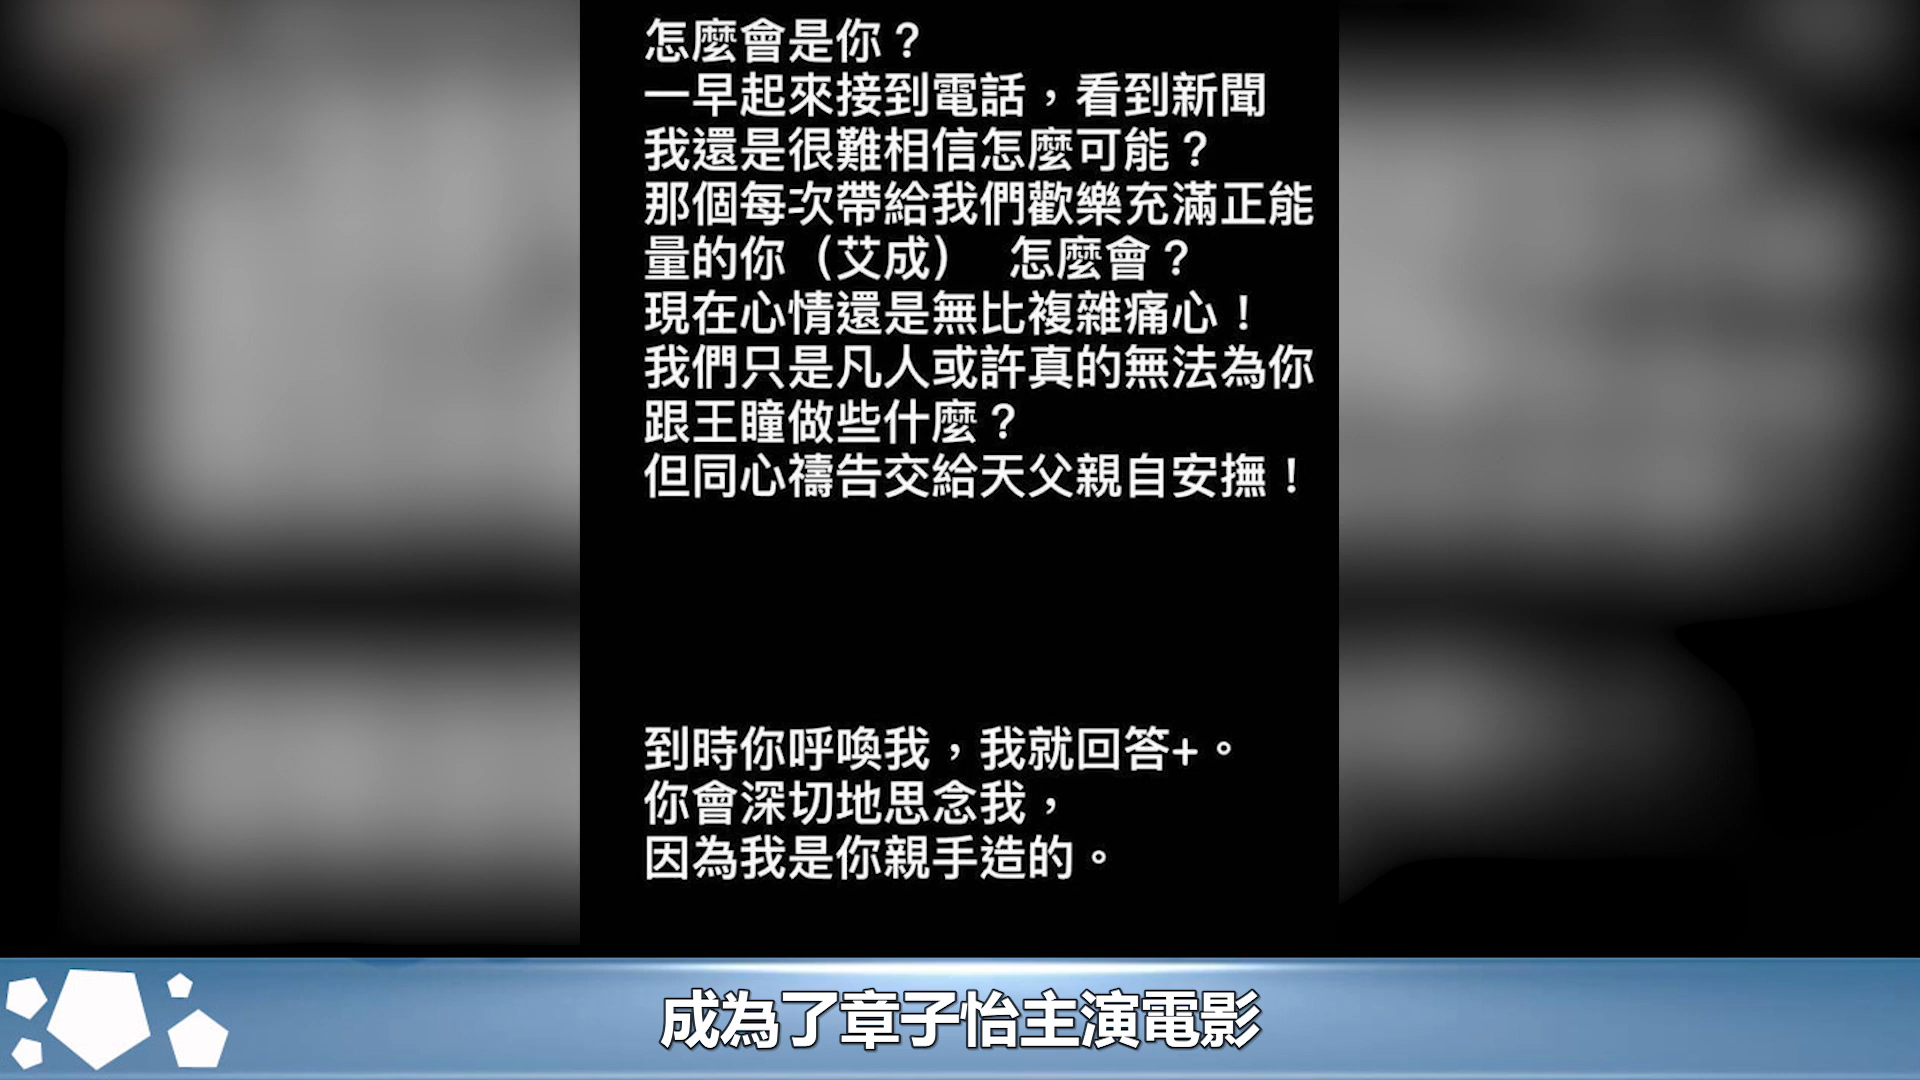 怎麼會是你？
一早起來接到電話，看到新聞
我還是很難相信怎麼可能？
那個每次帶給我們歡樂充滿正能
量的你（艾成） 怎麼會？
現在心情還是無比複雜痛心！
我們只是凡人或許真的無法為你
跟王瞳做些什麼？
但同心禱告交給天父親自安撫！
到時你呼喚我，我就回答+。
你會深切地思念我，
因為我是你親手造的。
成為了章子怡主演電影